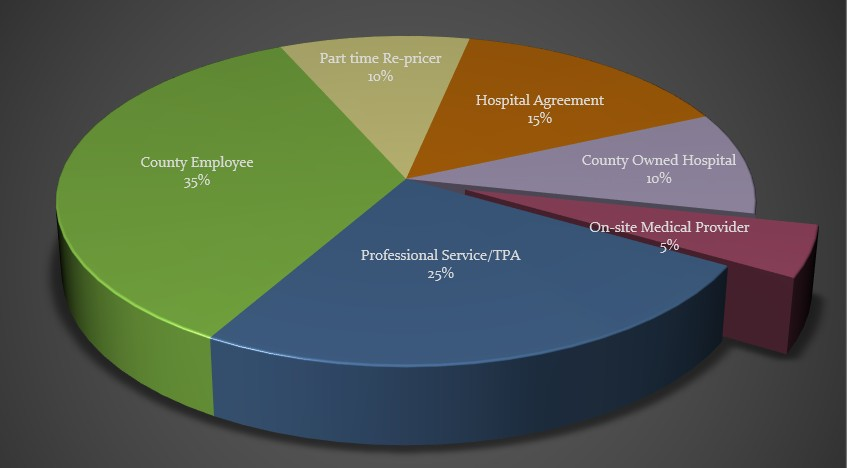 Part time Re-pricer
10%
Hospital Agreement
15%
County Owned Hospital
10%
County Employee
35%
On-site Medical Provider
5%
Professional Service/TPA
25%